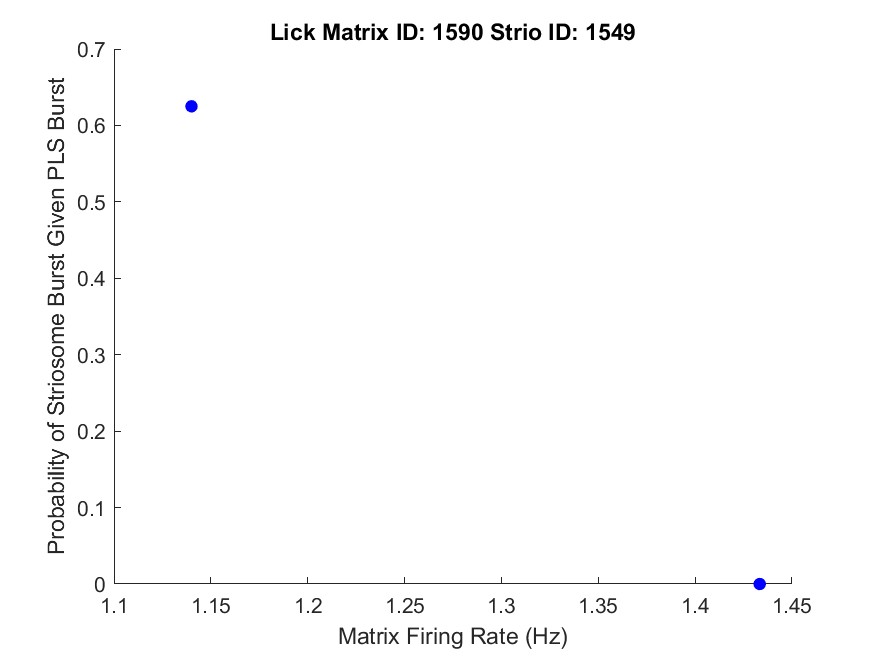 Lick Matrix ID: 1590 Strio ID: 1549
Probability of Striosome Burst Given PLS Burst
0.7
0.6
0.5
0.4
0.3
0.2
0.1
0
1.1 1.15 1.2 1.25 1.3 1.35 1.4 1.45
Matrix Firing Rate (Hz)